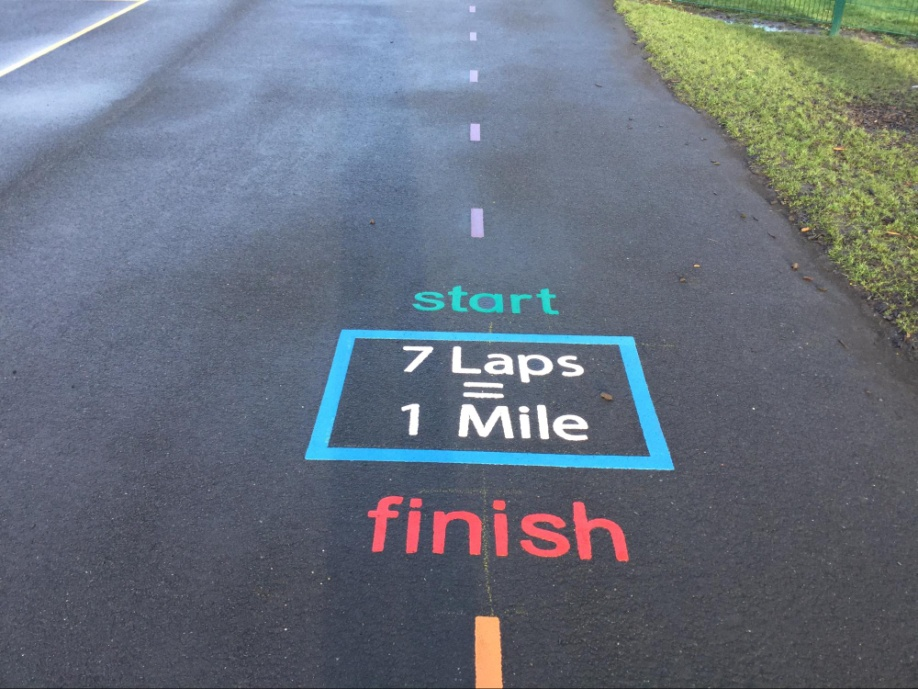 start
7 Laps
=
1 Mile
finish